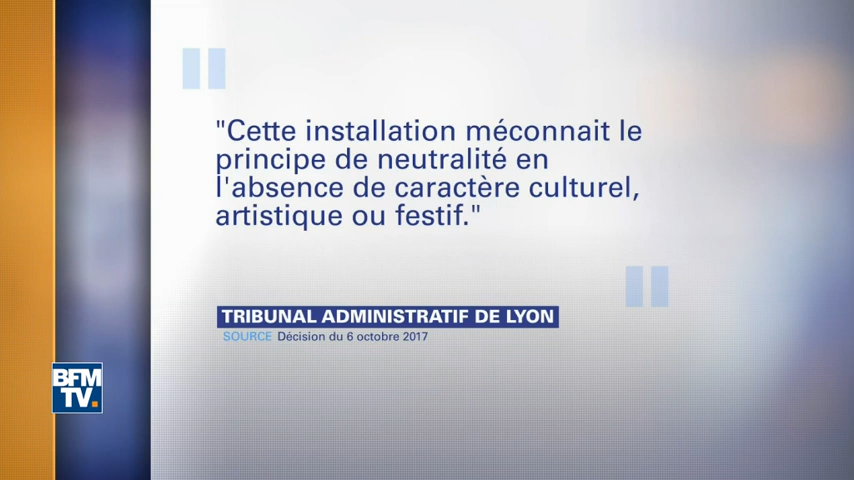 "Cette installation méconnait le
principe de neutralité en
l'absence de caractère culturel,
artistique ou festif."
TRIBUNAL ADMINISTRATIF DE LYON
SOURCE Décision du 6 octobre 2017
BFM
TV.